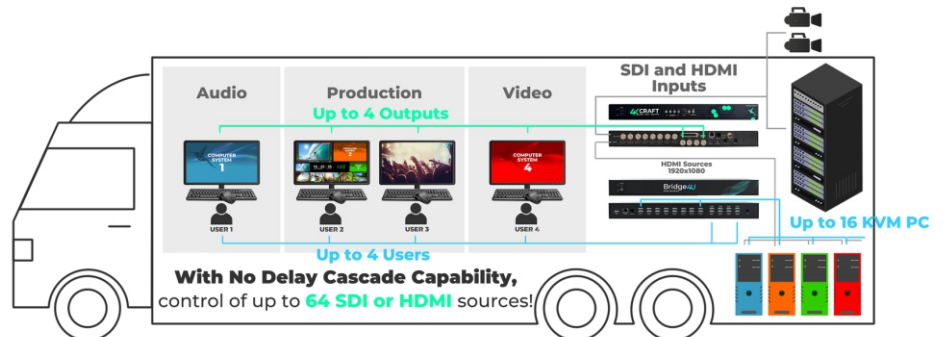 Audio
Production
Video
SDI and HDMI
Inputs
Up to 4 Outputs
4KCRAFT
COMPUTER
SYSTEM
1
COMPUTER
SYSTEM
4
HDMI Sources
1920x1080
Bridge4U
USER 1
USER 2
USER 3
USER 4
Up to 4 Users
Up to 16 KVM PC
With No Delay Cascade Capability,
control of up to 64 SDI or HDMI sources!